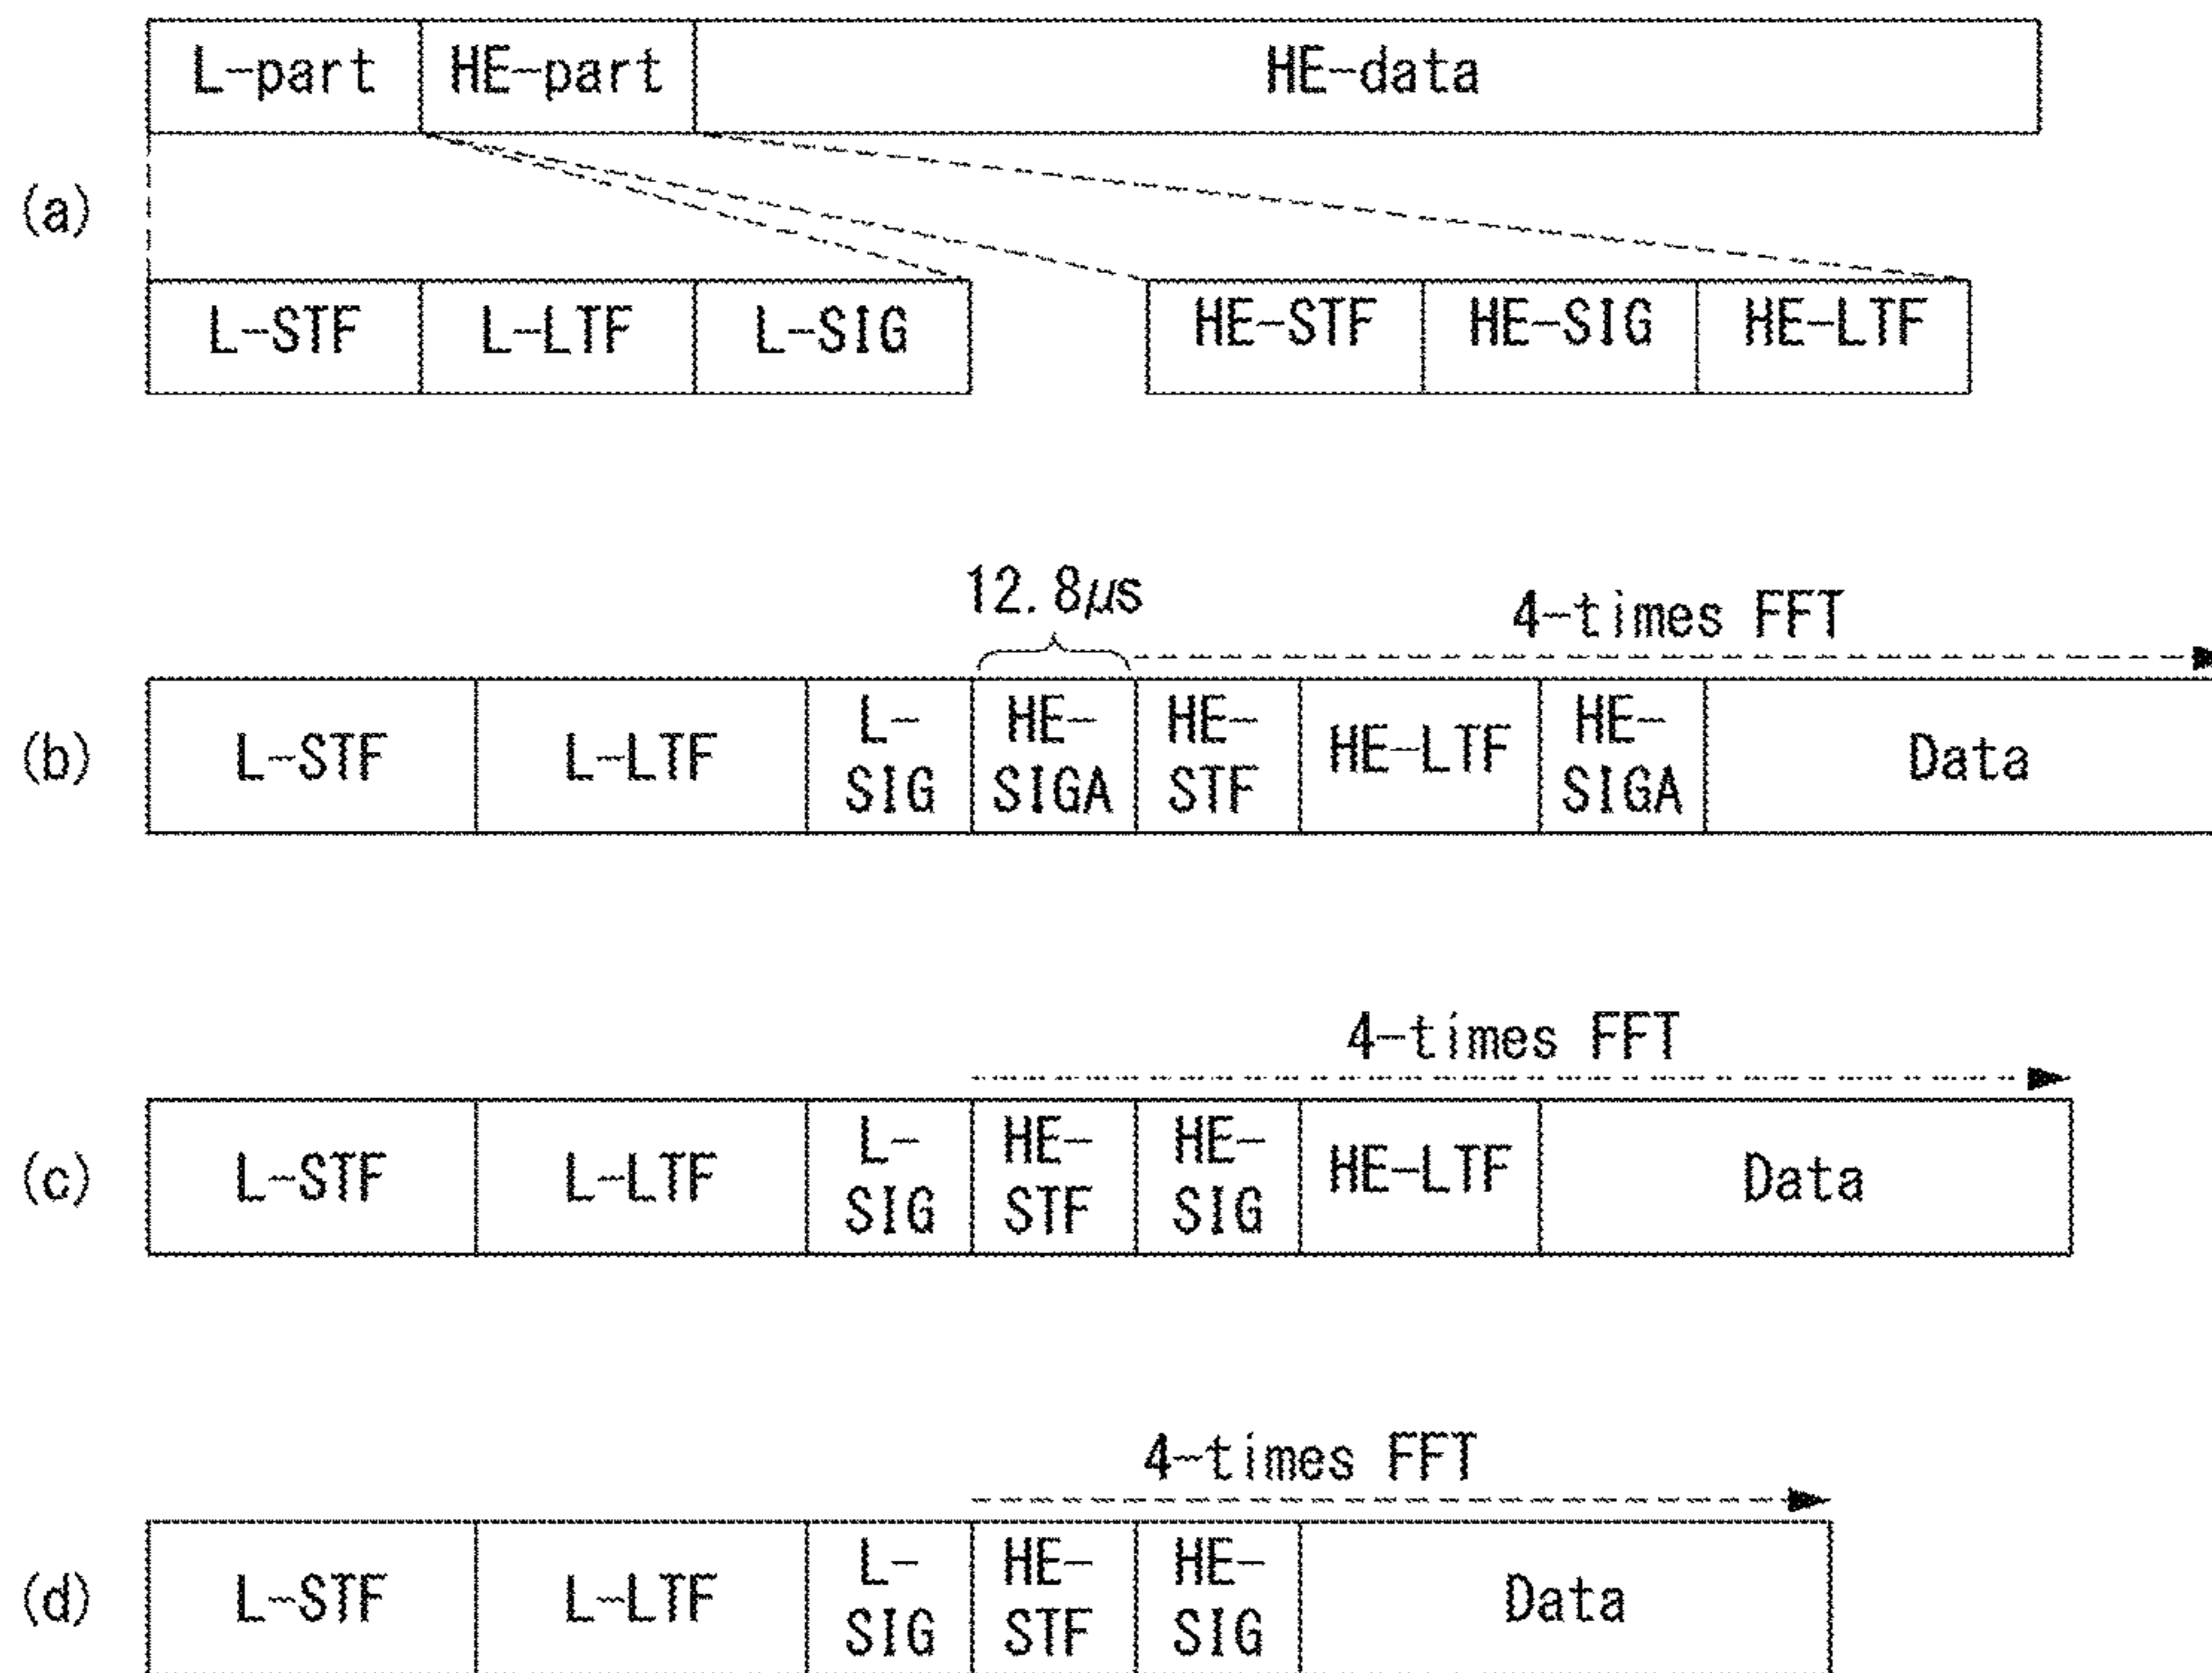 L-part HE-part HE-data
(a)
L-STF L-LTF L-SIG HE-STF HE-SIG HE-LTF
12.8μs 4-times FFT
(b) L-STF L-LTF L-SIG HE-SIGA HE-STF HE-LTF HE-SIGA Data
4-times FFT
(c) L-STF L-LTF L-SIG HE-STF HE-SIG HE-LTF Data
4-times FFT
(d) L-STF L-LTF L-SIG HE-STF HE-SIG Data